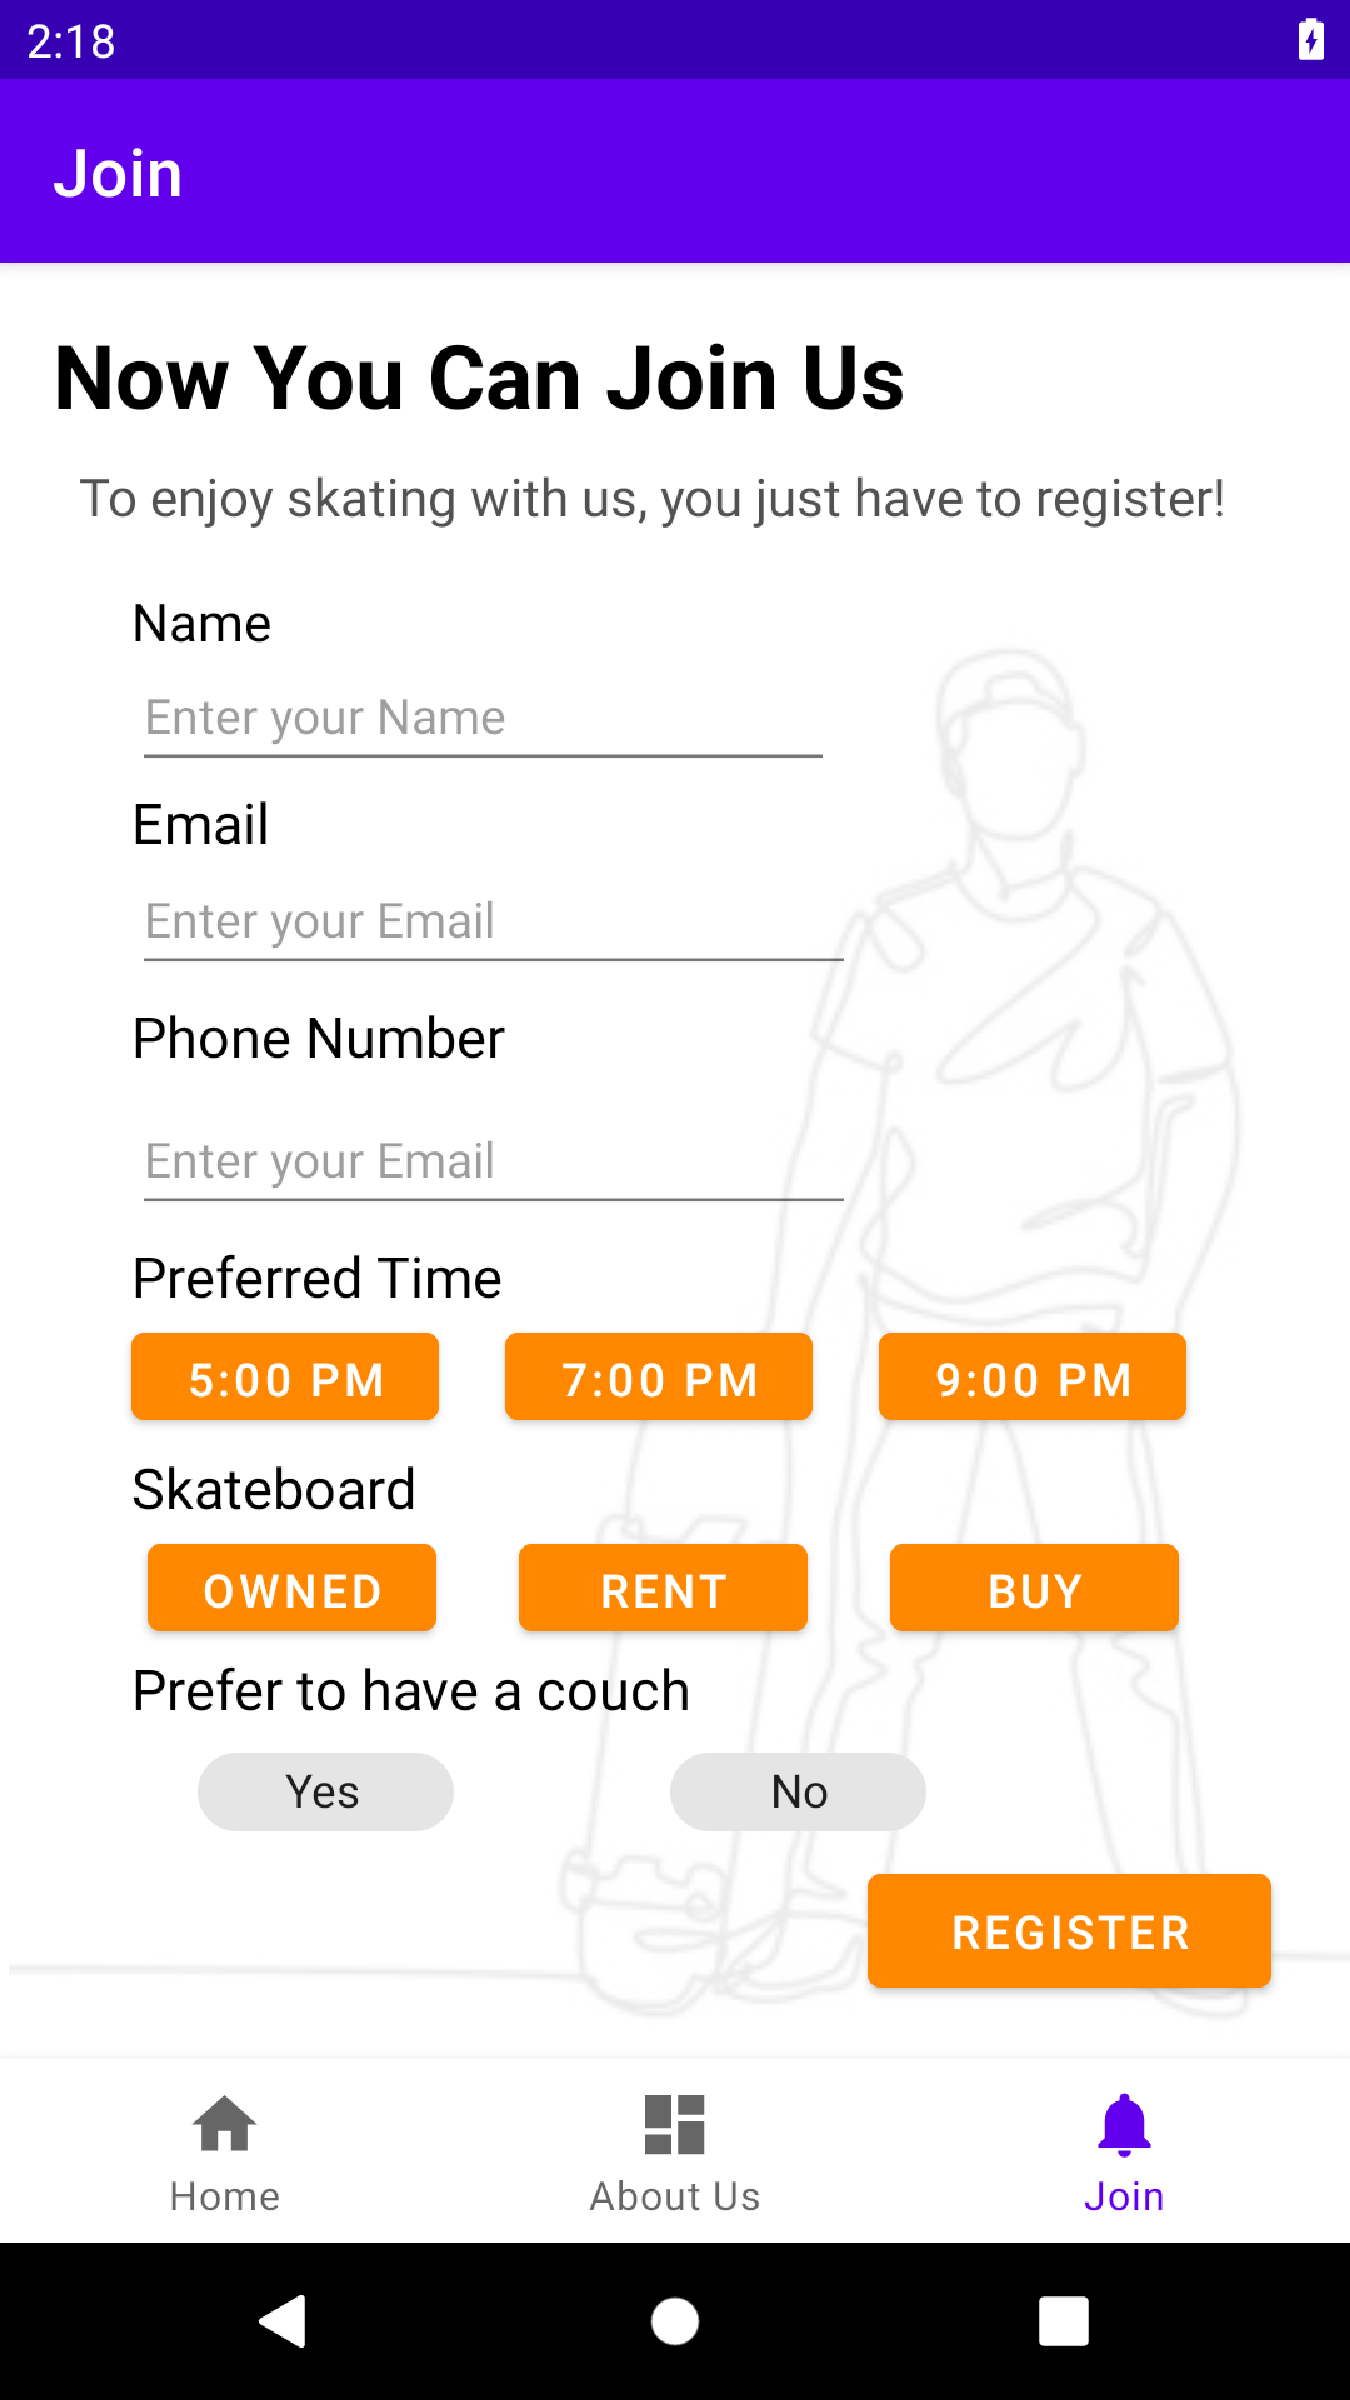 2:18
Join
Now You Can Join Us
To enjoy skating with us, you just have to register!
Name
Enter your Name
Email
Enter your Email
Phone Number
Enter your Email
Preferred Time
5:00 PM 7:00 PM 9:00 PM
Skateboard
OWNED RENT BUY
Prefer to have a couch
Yes No
REGISTER
Home About Us Join